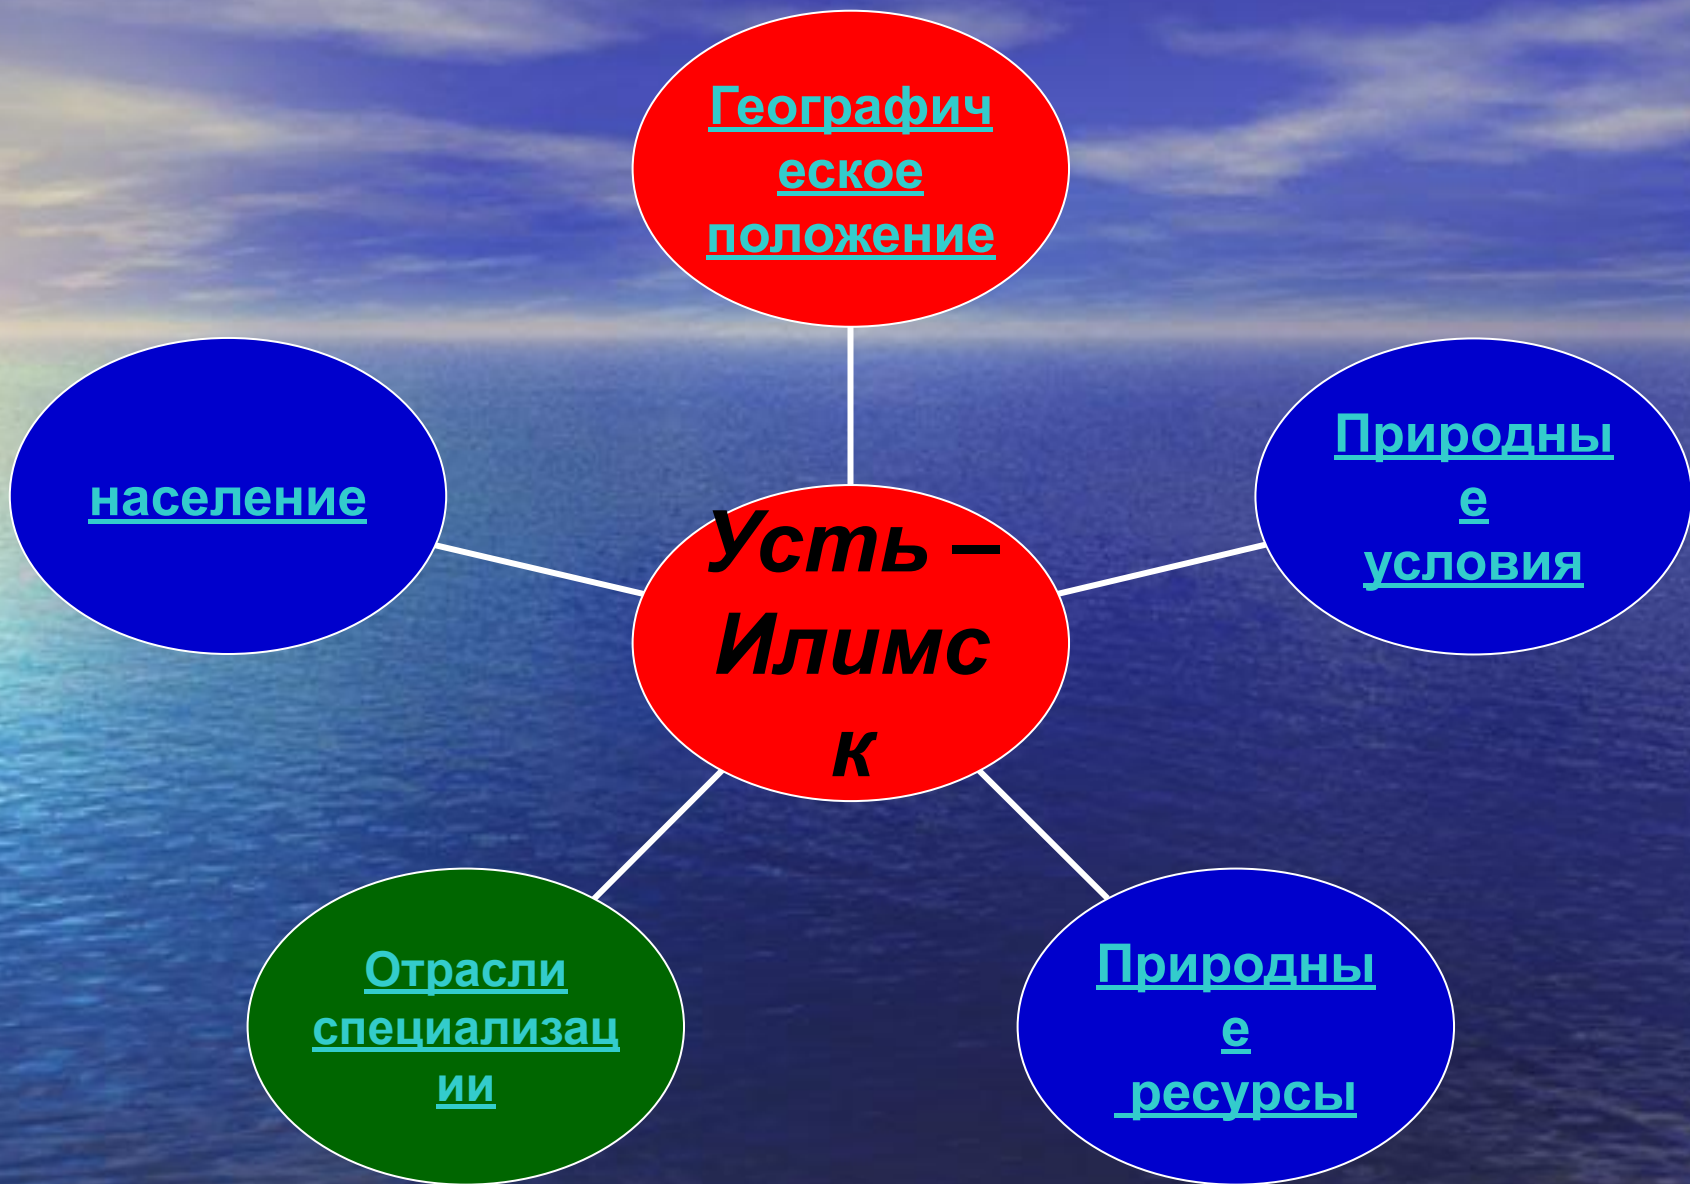 Географич
еское
положение
население
Природны
е
условия
Усть –
Илимс
к
Отрасли
специализац
ии
Природны
е
ресурсы